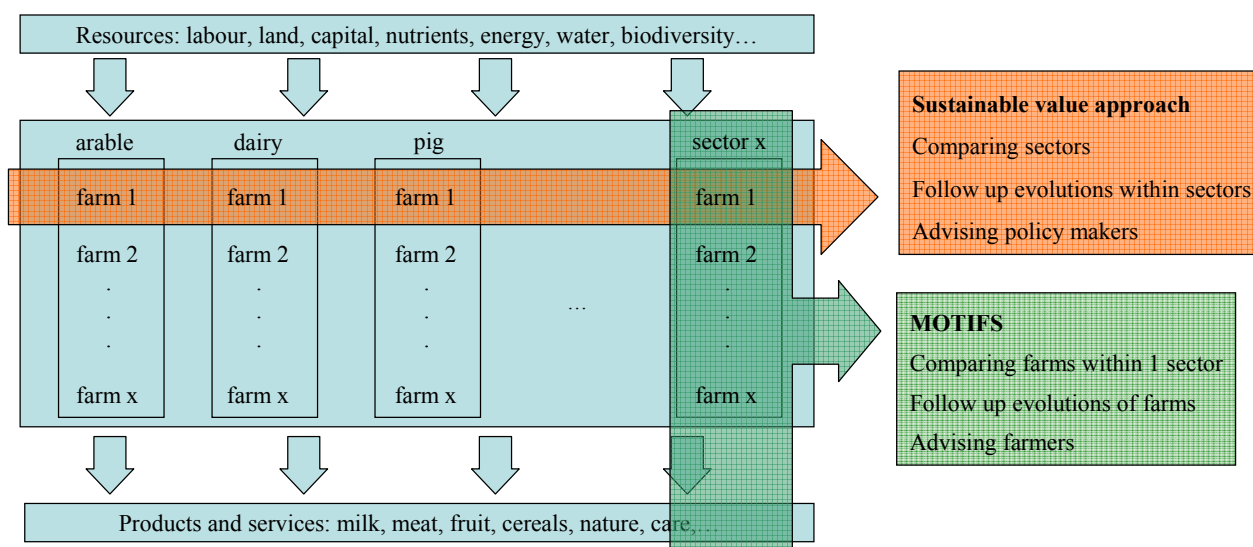 Resources: labour, land, capital, nutrients, energy, water, biodiversity…
arable
dairy
pig
sector x
farm 1
farm 1
farm 1
farm 1
farm 2
farm 2
farm 2
farm 2
.
.
.
.
.
.
.
.
…
.
.
.
.
farm x
farm x
farm x
farm x
Products and services: milk, meat, fruit, cereals, nature, care,…
Sustainable value approach
Comparing sectors
Follow up evolutions within sectors
Advising policy makers
MOTIFS
Comparing farms within 1 sector
Follow up evolutions of farms
Advising farmers